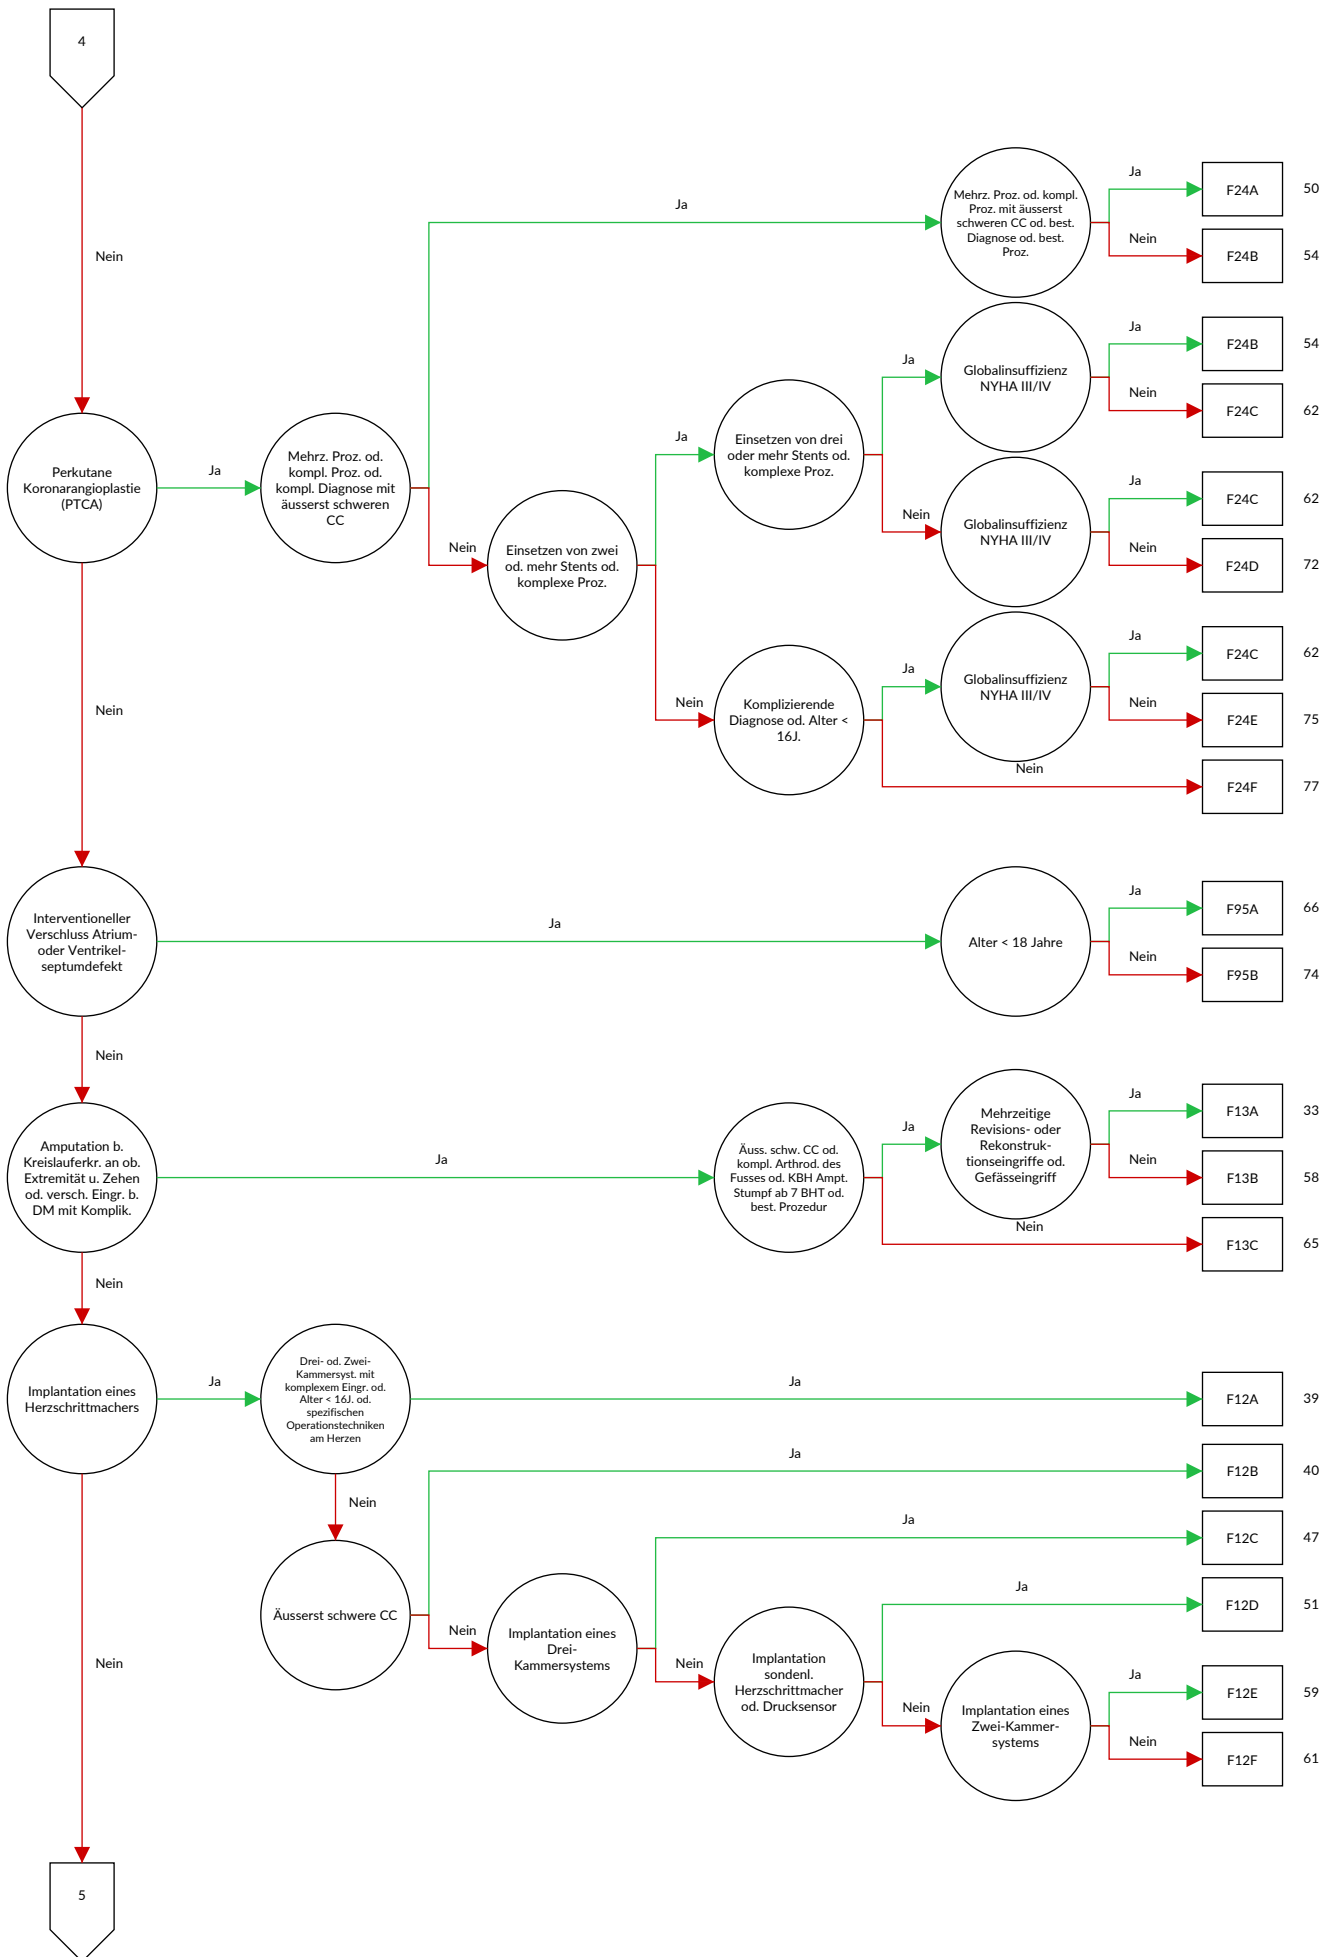 4
Nein
Perkutane
Koronarangioplastie
(PTCA)
Ja
Mehrz. Proz. od.
kompl. Proz. od.
kompl. Diagnose mit
äusserst schweren
CC
Ja
Mehrz. Proz. od. kompl.
Proz. mit äusserst
schweren CC od. best.
Diagnose od. best.
Proz.
Ja
F24A
50
Nein
F24B
54
Nein
Einsetzen von zwei
od. mehr Stents od.
komplexe Proz.
Ja
Einsetzen von drei
oder mehr Stents od.
komplexe Proz.
Ja
Globalinsuffizienz
NYHA III/IV
Ja
F24B
54
Nein
F24C
62
Nein
Globalinsuffizienz
NYHA III/IV
Ja
F24C
62
Nein
F24D
72
Nein
Komplizierende
Diagnose od. Alter <
16J.
Ja
Globalinsuffizienz
NYHA III/IV
Ja
F24C
62
Nein
F24E
75
Nein
F24F
77
Nein
Interventioneller
Verschluss Atrium-
oder Ventrikel-
septumdefekt
Ja
Alter < 18 Jahre
Ja
F95A
66
Nein
F95B
74
Nein
Amputation b.
Kreislauferkr. an ob.
Extremität u. Zehen
od. versch. Eingr. b.
DM mit Komplik.
Ja
Äuss. schw. CC od.
kompl. Arthrod. des
Fusses od. KBH Ampt.
Stumpf ab 7 BHT od.
best. Prozedur
Ja
Mehrzeitige
Revisions- oder
Rekonstruk-
tionseingriffe od.
Gefässeingriff
Ja
F13A
33
Nein
F13B
58
Nein
F13C
65
Nein
Implantation eines
Herzschrittmachers
Ja
Drei- od. Zwei-
Kammersyst. mit
komplexem Eingr. od.
Alter < 16J. od.
spezifischen
Operationstechniken
am Herzen
Ja
F12A
39
Nein
Äusserst schwere CC
Ja
F12B
40
Nein
Implantation eines
Drei-
Kammersystems
Ja
F12C
47
Nein
Implantation
sondenl.
Herzschrittmacher
od. Drucksensor
Ja
F12D
51
Nein
Implantation eines
Zwei-Kammer-
systems
Ja
F12E
59
Nein
F12F
61
Nein
5